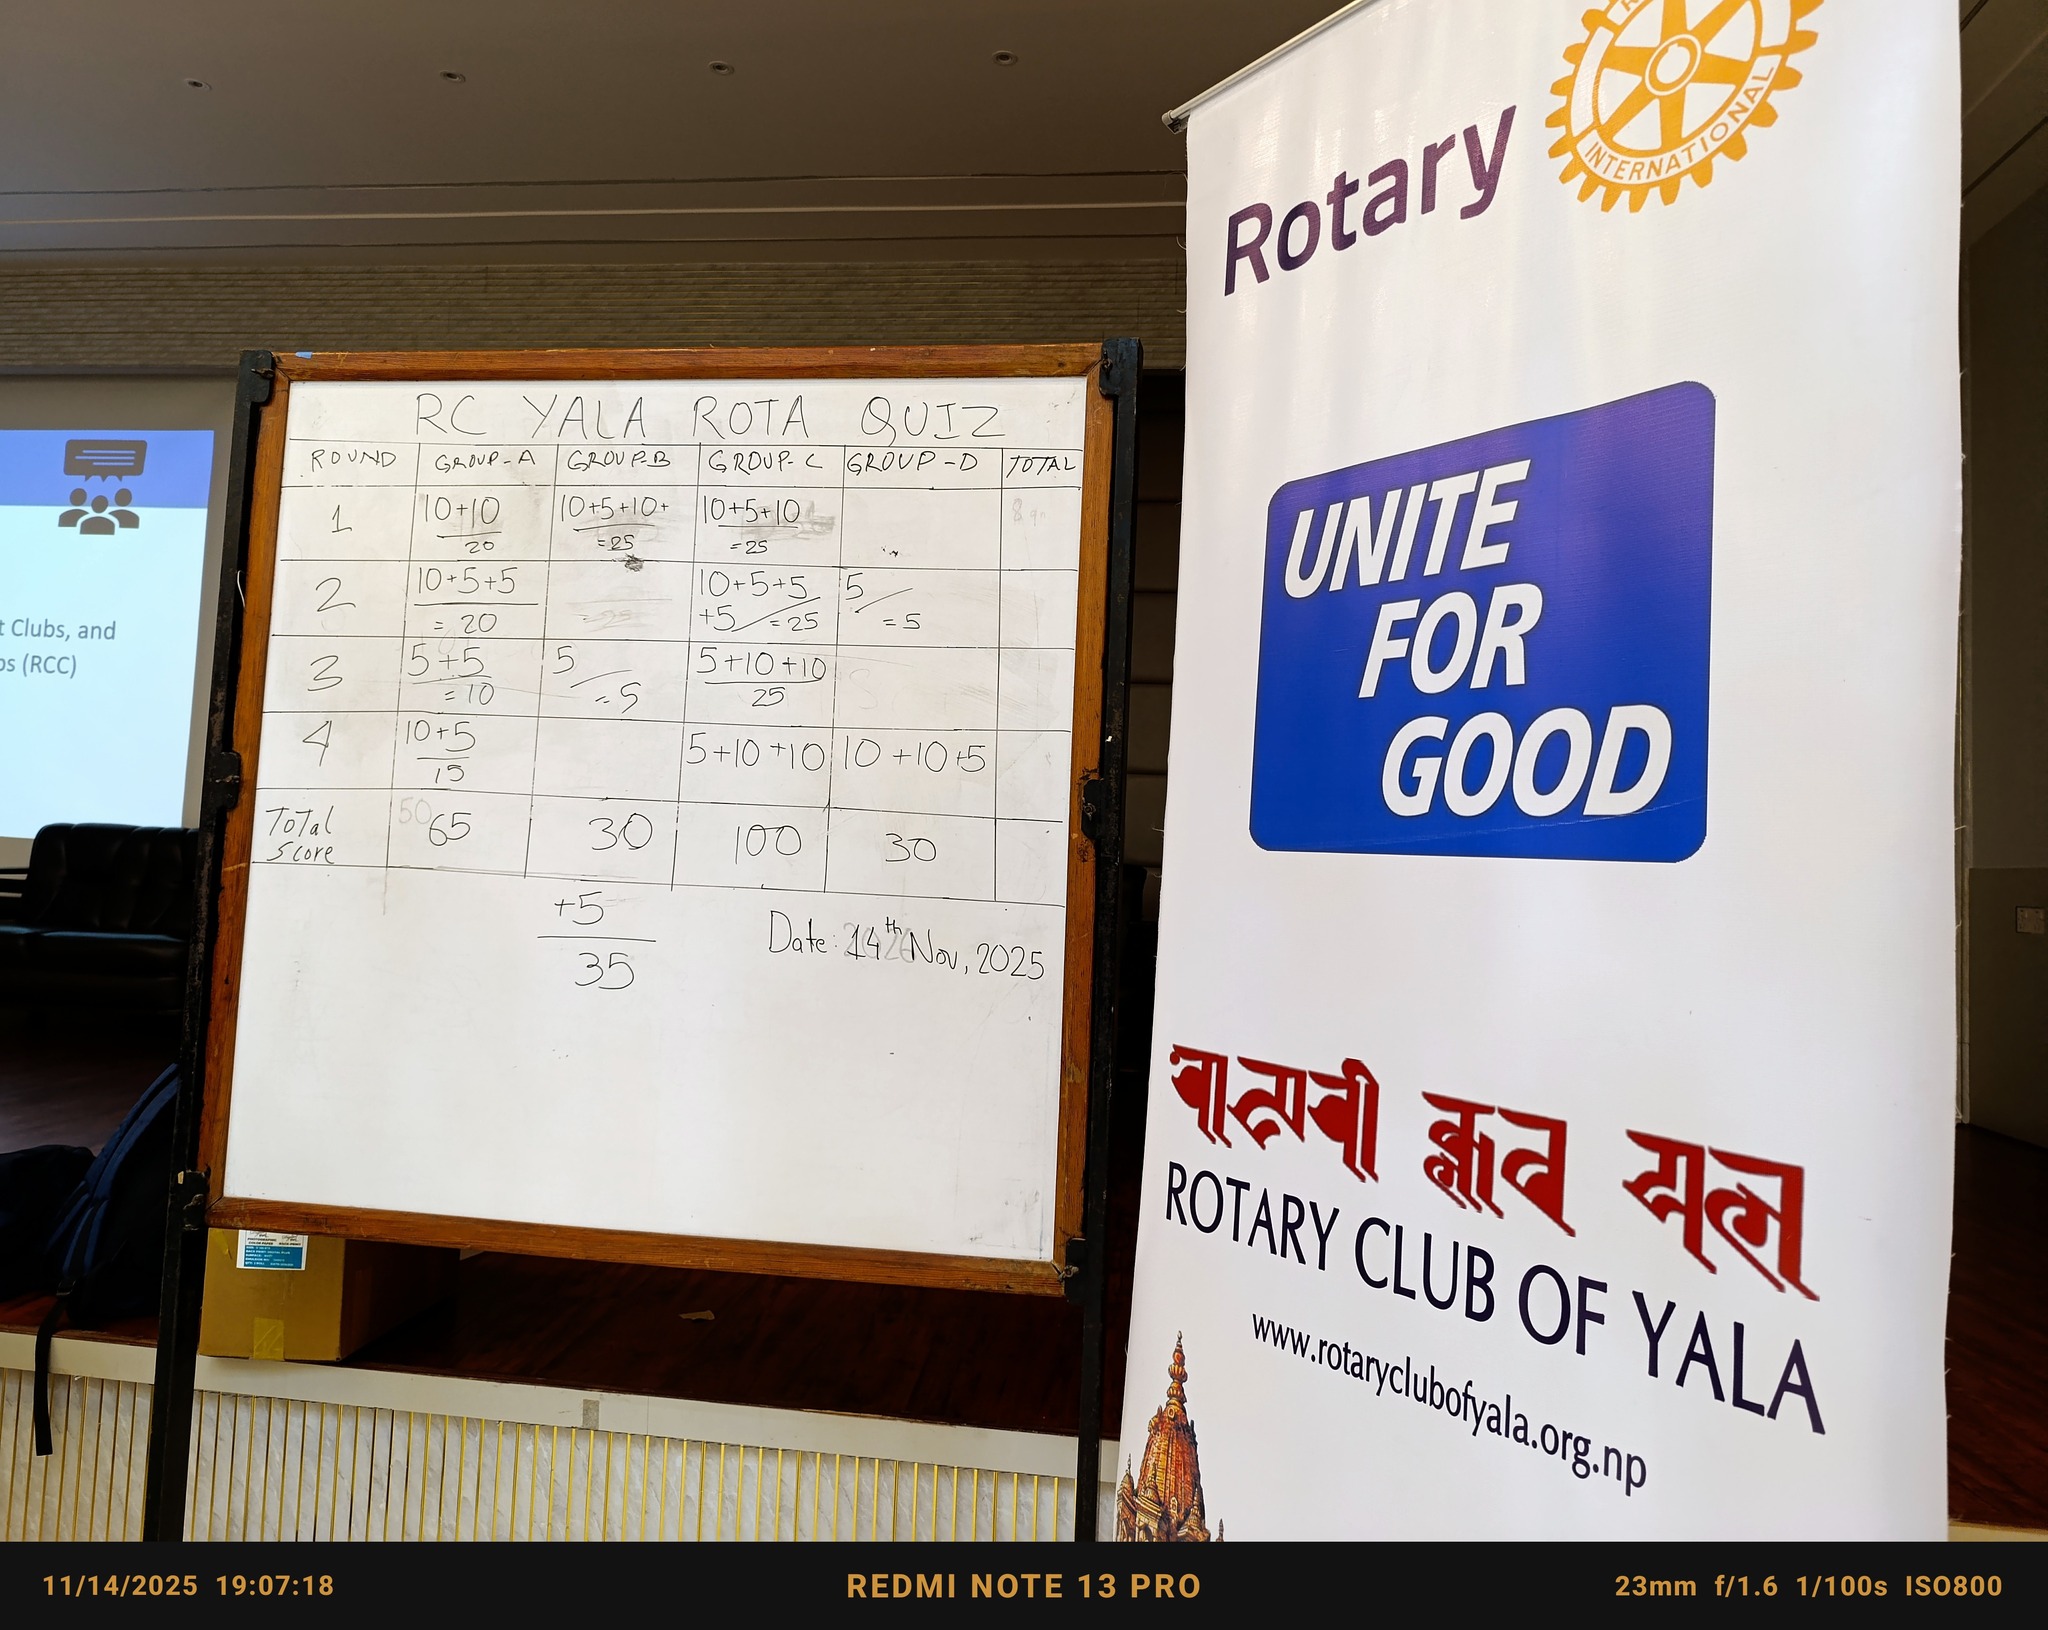 RC YALA ROTA QUIZ
ROUND GROUP-A GROUP-B GROUP-C GROUP-D TOTAL
1 10+10 10+5+10+ 10+5+10
20 =25 =25
2 10+5+5 10+5+5 5
= 20 +5 =25 = 5
3 5+5 5 5+10+10
= 10 = 5 25
4 10+5 5+10+10 10+10+5
15
Total Score 65 30 100 30
+5
35
Date: 14th Nov, 2025
t Clubs, and
ps (RCC)
Rotary
INTERNATIONAL
UNITE
FOR
GOOD
ROTARY CLUB OF YALA
www.rotaryclubofyala.org.np
11/14/2025 19:07:18 REDMI NOTE 13 PRO 23mm f/1.6 1/100s ISO800